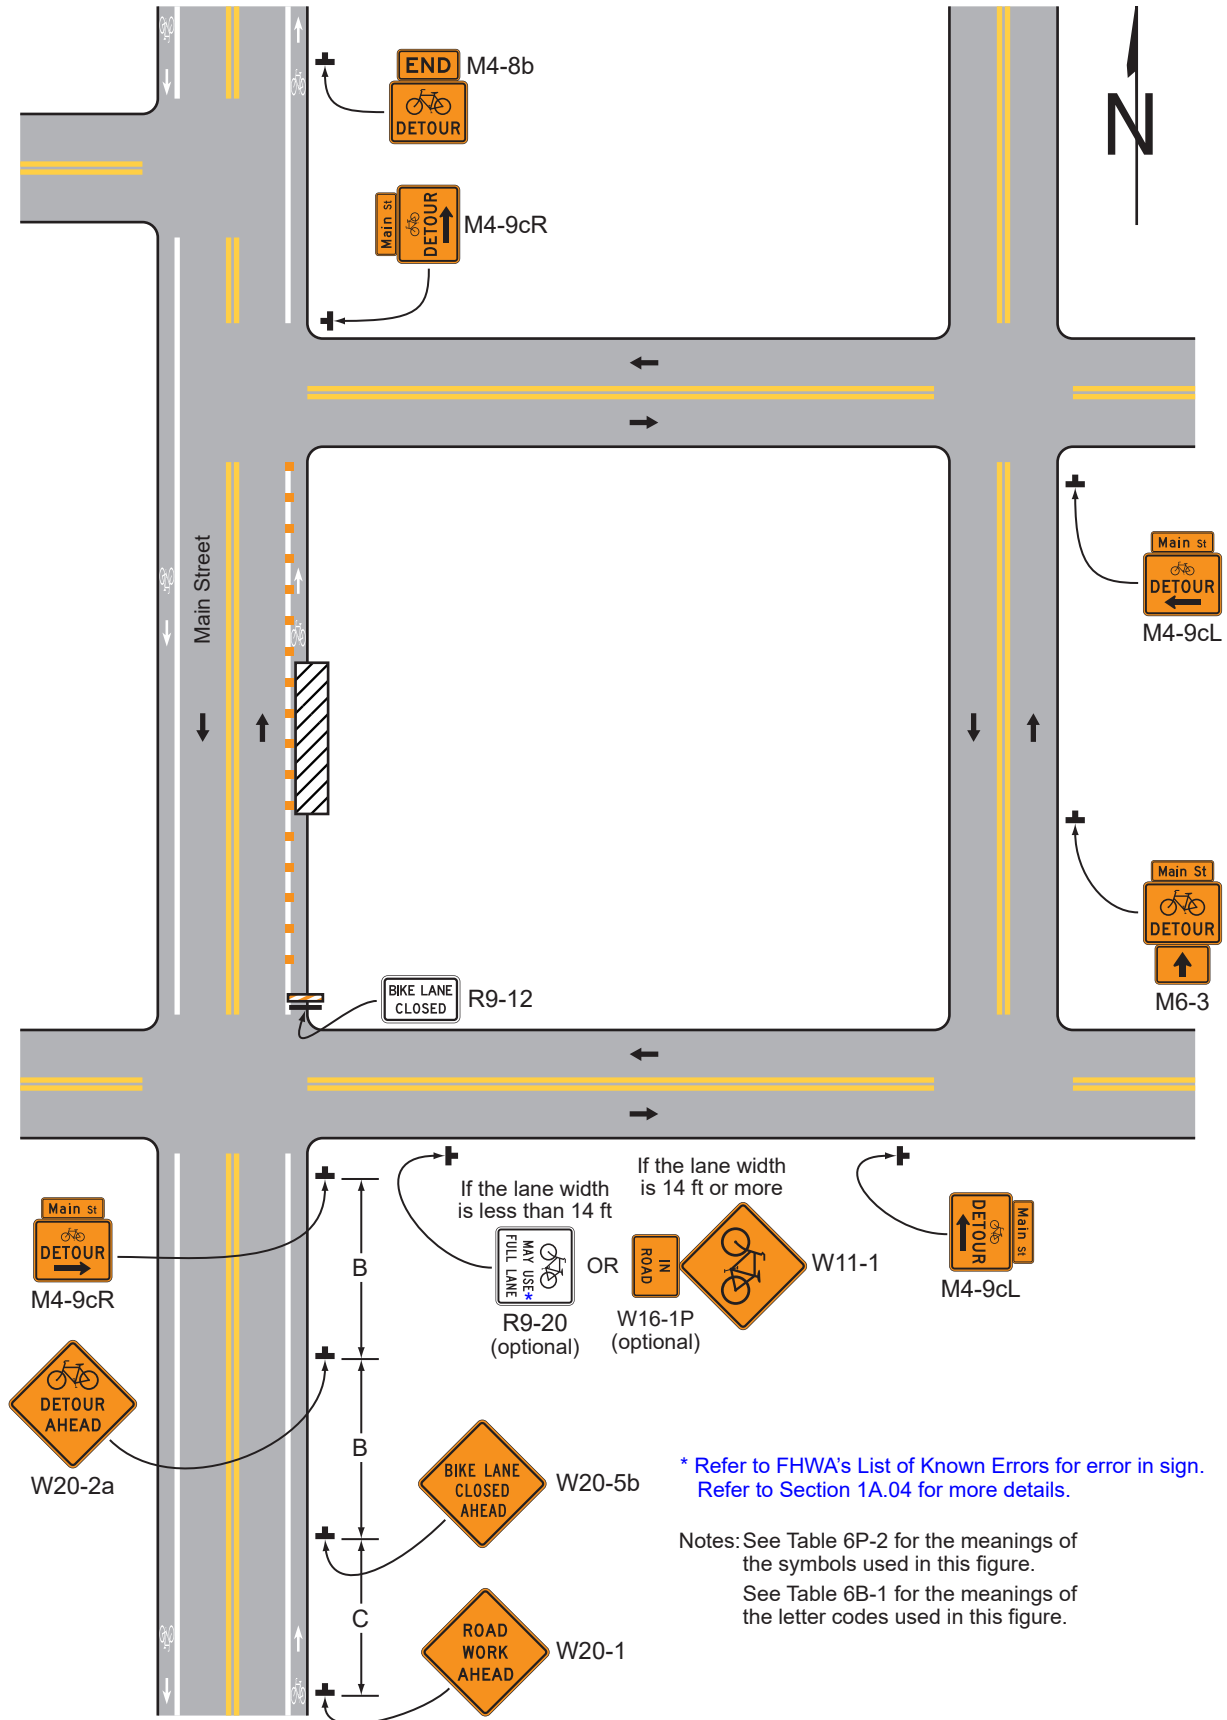 END
M4-8b
DETOUR
N
Main St
DETOUR
M4-9cR
Main Street
Main St
DETOUR
M4-9cL
Main St
DETOUR
M6-3
BIKE LANE
CLOSED
R9-12
If the lane width
is less than 14 ft
If the lane width
is 14 ft or more
Main St
DETOUR
M4-9cR
B
MAY USE*
FULL LANE
R9-20
(optional)
OR
IN
ROAD
W16-1P
(optional)
W11-1
Main St
DETOUR
M4-9cL
DETOUR
AHEAD
W20-2a
B
BIKE LANE
CLOSED
AHEAD
W20-5b
* Refer to FHWA's List of Known Errors for error in sign.
Refer to Section 1A.04 for more details.
Notes: See Table 6P-2 for the meanings of
the symbols used in this figure.
See Table 6B-1 for the meanings of
the letter codes used in this figure.
C
ROAD
WORK
AHEAD
W20-1